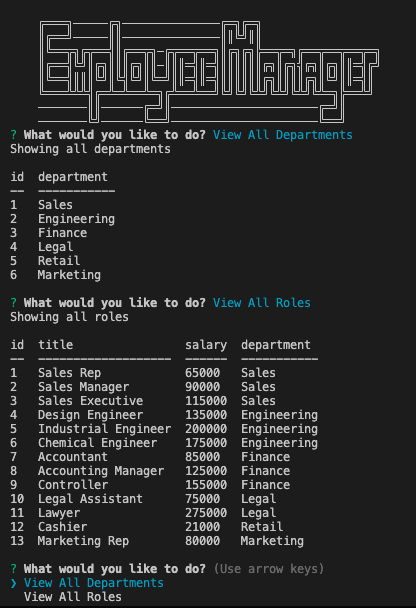 Employee Manager
? What would you like to do? View All Departments
Showing all departments
id  department
--  -----------
1   Sales
2   Engineering
3   Finance
4   Legal
5   Retail
6   Marketing
? What would you like to do? View All Roles
Showing all roles
id  title                salary  department
--  -------------------  ------  -----------
1   Sales Rep            65000   Sales
2   Sales Manager        90000   Sales
3   Sales Executive      115000  Sales
4   Design Engineer      135000  Engineering
5   Industrial Engineer  200000  Engineering
6   Chemical Engineer    175000  Engineering
7   Accountant           85000   Finance
8   Accounting Manager   125000  Finance
9   Controller           155000  Finance
10  Legal Assistant      75000   Legal
11  Lawyer               275000  Legal
12  Cashier              21000   Retail
13  Marketing Rep        80000   Marketing
? What would you like to do? (Use arrow keys)
❯ View All Departments
  View All Roles